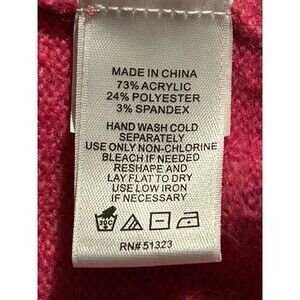 MADE IN CHINA
73% ACRYLIC
24% POLYESTER
3% SPANDEX
HAND WASH COLD
SEPARATELY
USE ONLY NON-CHLORINE
BLEACH IF NEEDED
RESHAPE AND
LAY FLAT TO DRY
USE LOW IRON
IF NECESSARY
30C
RN# 51323